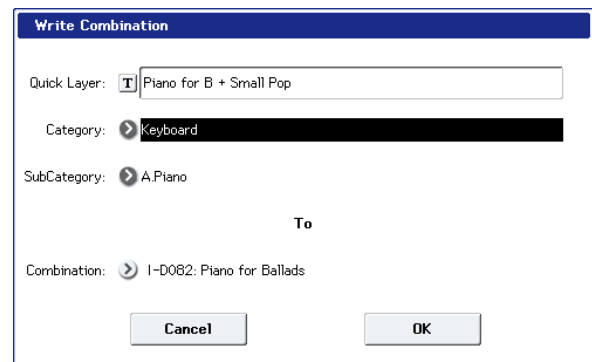 Write Combination
Quick Layer: T Piano for B + Small Pop
Category: Keyboard
SubCategory: A.Piano
To
Combination: I-D082: Piano for Ballads
Cancel OK